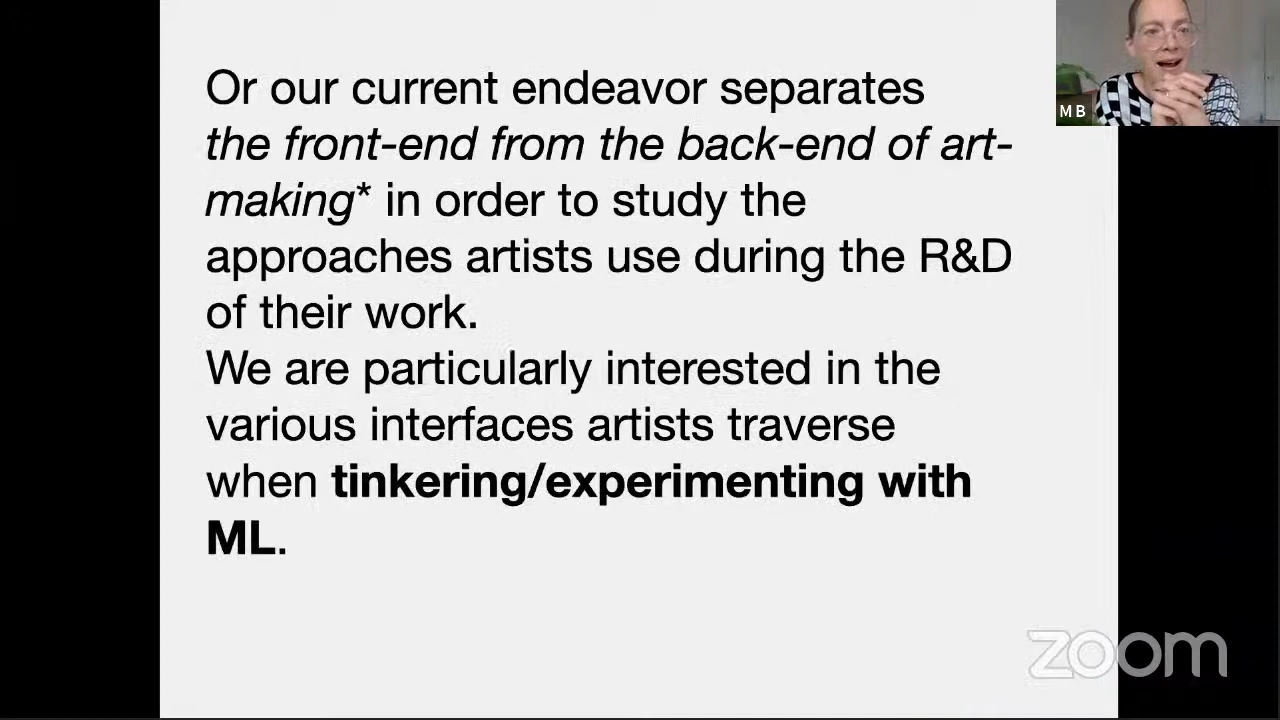 Or our current endeavor separates
the front-end from the back-end of art-
making* in order to study the
approaches artists use during the R&D
of their work.
We are particularly interested in the
various interfaces artists traverse
when tinkering/experimenting with
ML.
MB
zoom